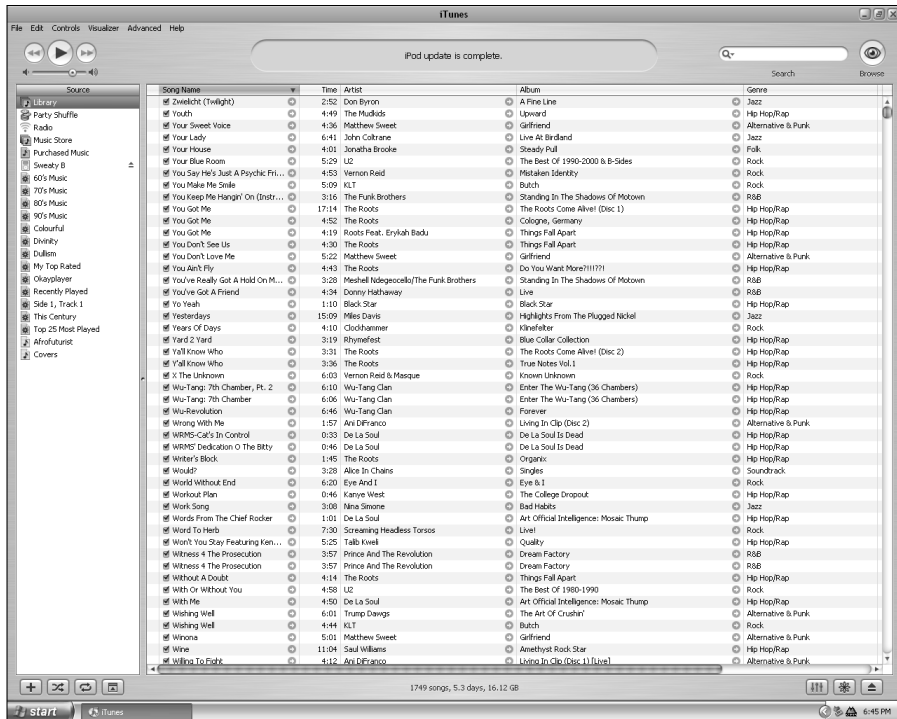 iTunes
File Edit Controls Visualizer Advanced Help
iPod update is complete.
Search
Browse
Source
Library
Party Shuffle
Radio
Music Store
Purchased Music
Sweaty B
60's Music
70's Music
80's Music
90's Music
Colourful
Divinity
Dullism
My Top Rated
Okayplayer
Recently Played
Side 1, Track 1
This Century
Top 25 Most Played
Afrofuturist
Covers
Song Name Time Artist Album Genre
Zwielicht (Twilight) 2:52 Don Byron A Fine Line Jazz
Youth 4:49 The Mudkids Upward Hip Hop/Rap
Your Sweet Voice 4:36 Matthew Sweet Girlfriend Alternative & Punk
Your Lady 6:41 John Coltrane Live At Birdland Jazz
Your House 4:01 Jonatha Brooke Steady Pull Folk
Your Blue Room 5:29 U2 The Best Of 1990-2000 & B-Sides Rock
You Say He's Just A Psychic Fri... 4:53 Vernon Reid Mistaken Identity Rock
You Make Me Smile 5:09 KLT Butch Rock
You Keep Me Hangin' On (Instr... 3:16 The Funk Brothers Standing In The Shadows Of Motown R&B
You Got Me 17:14 The Roots The Roots Come Alive! (Disc 1) Hip Hop/Rap
You Got Me 4:52 The Roots Cologne, Germany Hip Hop/Rap
You Got Me 4:19 Roots Feat. Erykah Badu Things Fall Apart Hip Hop/Rap
You Don't See Us 4:30 The Roots Things Fall Apart Hip Hop/Rap
You Don't Love Me 5:22 Matthew Sweet Girlfriend Alternative & Punk
You Ain't Fly 4:43 The Roots Do You Want More?!!!??! Hip Hop/Rap
You've Really Got A Hold On M... 3:28 Meshell Ndegeocello/The Funk Brothers Standing In The Shadows Of Motown R&B
You've Got A Friend 4:34 Donny Hathaway Live R&B
Yo Yeah 1:10 Black Star Black Star Hip Hop/Rap
Yesterdays 15:09 Miles Davis Highlights From The Plugged Nickel Jazz
Years Of Days 4:10 Clockhammer Klinefelter Rock
Yard 2 Yard 3:19 Rhymefest Blue Collar Collection Hip Hop/Rap
Ya'll Know Who 3:31 The Roots The Roots Come Alive! (Disc 2) Hip Hop/Rap
Y'all Know Who 3:36 The Roots True Notes Vol.1 Hip Hop/Rap
X The Unknown 6:03 Vernon Reid & Masque Known Unknown Rock
Wu-Tang: 7th Chamber, Pt. 2 6:10 Wu-Tang Clan Enter The Wu-Tang (36 Chambers) Hip Hop/Rap
Wu-Tang: 7th Chamber 6:06 Wu-Tang Clan Enter The Wu-Tang (36 Chambers) Hip Hop/Rap
Wu-Revolution 6:46 Wu-Tang Clan Forever Hip Hop/Rap
Wrong With Me 1:57 Ani DiFranco Living In Clip (Disc 2) Alternative & Punk
WRMS-Cat's In Control 0:33 De La Soul De La Soul Is Dead Hip Hop/Rap
WRMS' Dedication O The Bitty 0:46 De La Soul De La Soul Is Dead Hip Hop/Rap
Writer's Block 1:45 The Roots Organix Hip Hop/Rap
Would? 3:28 Alice In Chains Singles Soundtrack
World Without End 6:20 Eye And I Eye & I Rock
Workout Plan 0:46 Kanye West The College Dropout Hip Hop/Rap
Work Song 3:08 Nina Simone Bad Habits Jazz
Words From The Chief Rocker 1:01 De La Soul Art Official Intelligence: Mosaic Thump Hip Hop/Rap
Word To Herb 7:30 Screaming Headless Torsos Live! Rock
Won't You Stay Featuring Ken... 5:25 Talib Kweli Quality Hip Hop/Rap
Witness 4 The Prosecution 3:57 Prince And The Revolution Dream Factory R&B
Witness 4 The Prosecution 3:57 Prince And The Revolution Dream Factory R&B
Without A Doubt 4:14 The Roots Things Fall Apart Hip Hop/Rap
With Or Without You 4:58 U2 The Best Of 1980-1990 Rock
With Me 4:50 De La Soul Art Official Intelligence: Mosaic Thump Hip Hop/Rap
Wishing Well 6:01 Trump Dawgs The Art Of Crushin' Alternative & Punk
Wishing Well 4:44 KLT Butch Rock
Winona 5:01 Matthew Sweet Girlfriend Alternative & Punk
Wine 11:04 Saul Williams Amethyst Rock Star Hip Hop/Rap
Willing To Fight 4:12 Ani DiFranco Living In Clip (Disc 1) [Live] Alternative & Punk
1749 songs, 5.3 days, 16.12 GB
start iTunes 6:45 PM